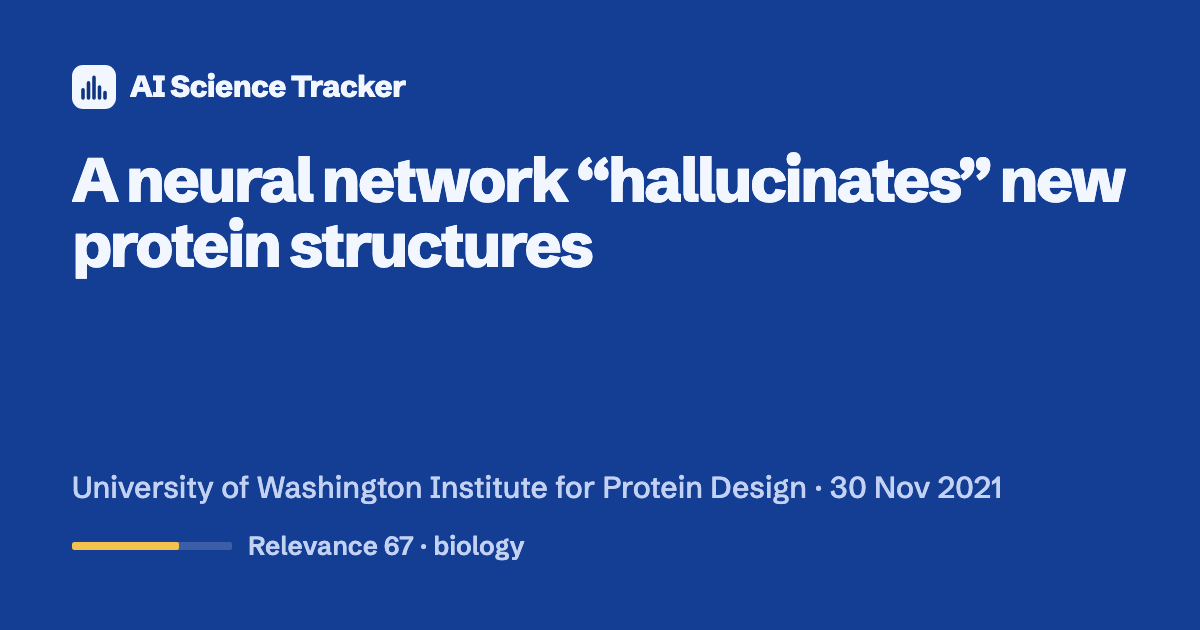 AI Science Tracker
A neural network “hallucinates” new
protein structures
University of Washington Institute for Protein Design · 30 Nov 2021
Relevance 67 · biology